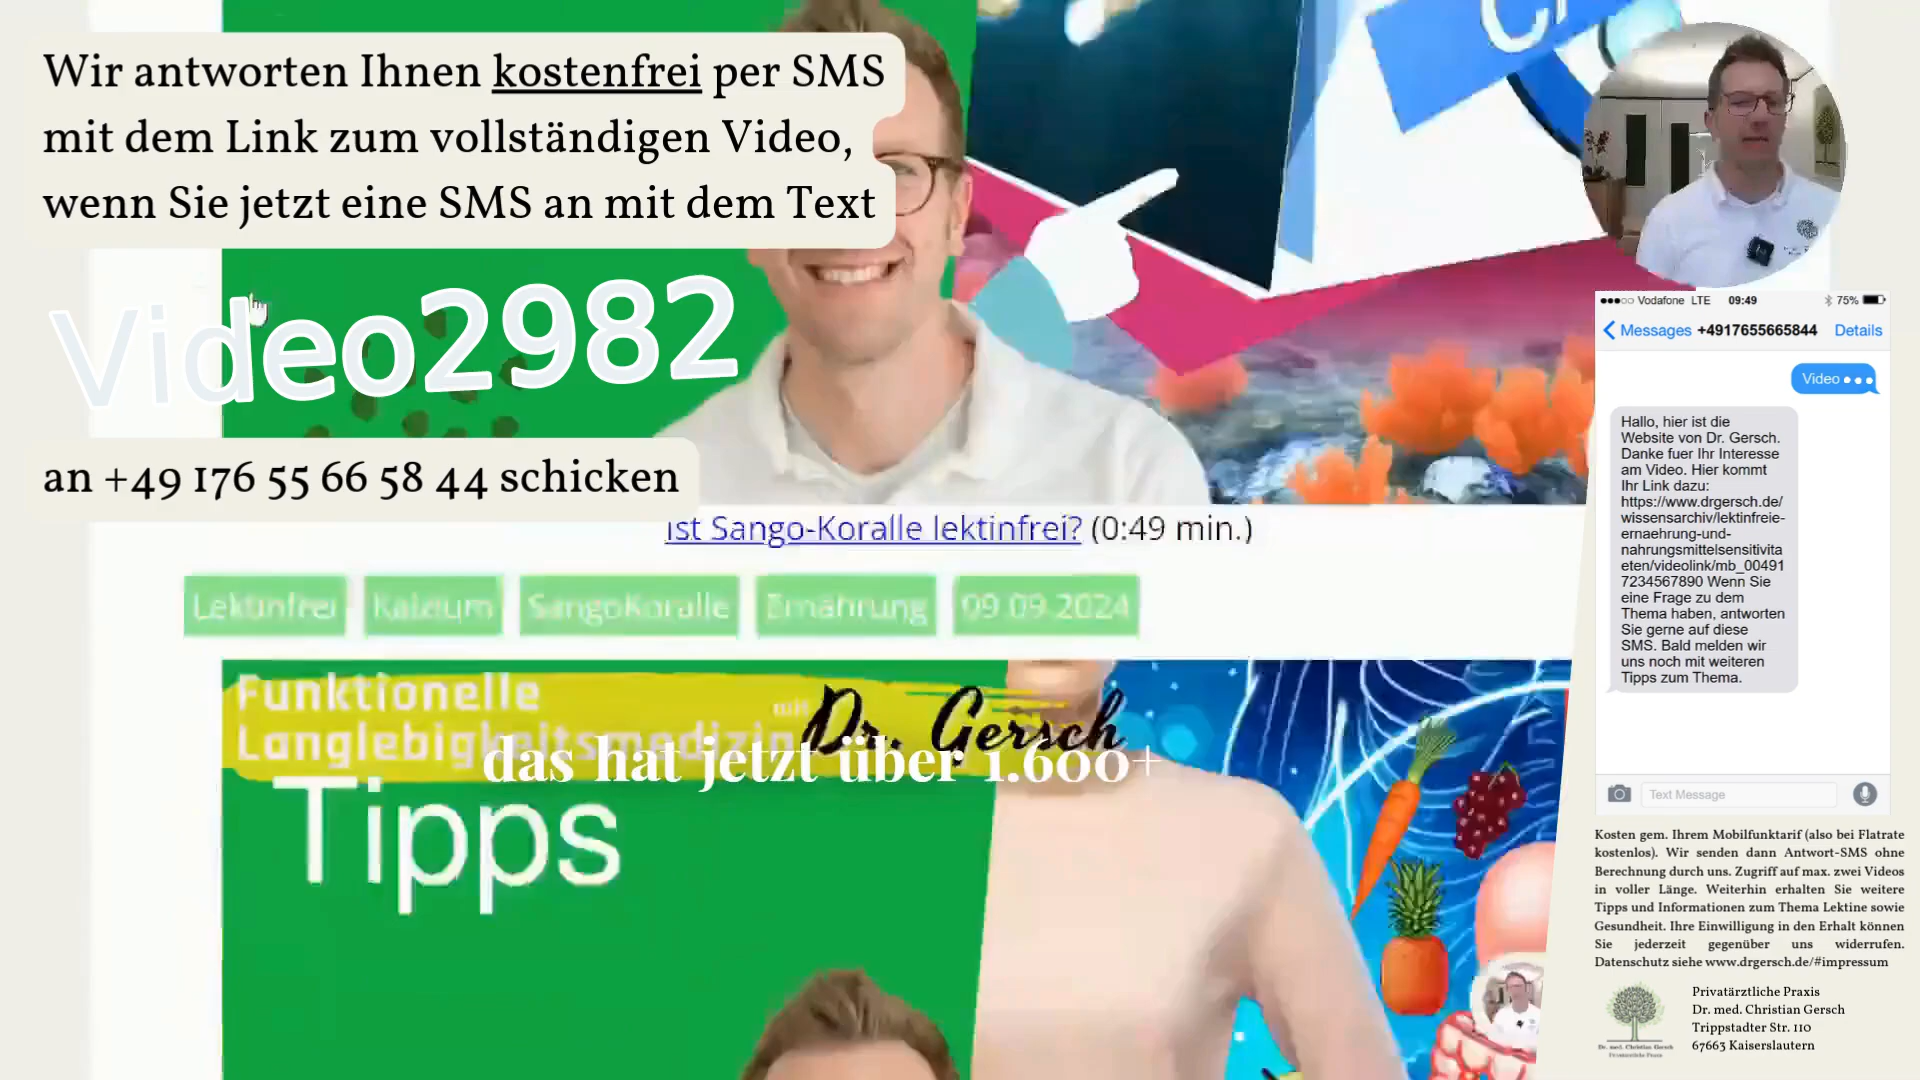 Wir antworten Ihnen kostenfrei per SMS
mit dem Link zum vollständigen Video,
wenn Sie jetzt eine SMS an mit dem Text
Video2982
an +49 176 55 66 58 44 schicken
ist Sango-Koralle lektinfrei? (0:49 min.)
Lektinfrei Kalzium SangoKoralle Ernährung 09.09.2024
Funktionelle
Langlebigkeitsmedizin mit Dr. Gersch
das hat jetzt über 1.600+
Tipps
Vodafone LTE 09:49 75%
Messages +4917655665844 Details
Video
Hallo, hier ist die
Website von Dr. Gersch.
Danke fuer Ihr Interesse
am Video. Hier kommt
Ihr Link dazu:
https://www.drgersch.de/
wissensarchiv/lektinfreie-
ernaehrung-und-
nahrungsmittelsensitivita
eten/videolink/mb_00491
7234567890 Wenn Sie
eine Frage zu dem
Thema haben, antworten
Sie gerne auf diese
SMS. Bald melden wir
uns noch mit weiteren
Tipps zum Thema.
Text Message
Kosten gem. Ihrem Mobilfunktarif (also bei Flatrate
kostenlos). Wir senden dann Antwort-SMS ohne
Berechnung durch uns. Zugriff auf max. zwei Videos
in voller Länge. Weiterhin erhalten Sie weitere
Tipps und Informationen zum Thema Lektine sowie
Gesundheit. Ihre Einwilligung in den Erhalt können
Sie jederzeit gegenüber uns widerrufen.
Datenschutz siehe www.drgersch.de/#impressum
Privatärztliche Praxis
Dr. med. Christian Gersch
Trippstadter Str. 110
67663 Kaiserslautern
Dr. med. Christian Gersch
Privatärztliche Praxis